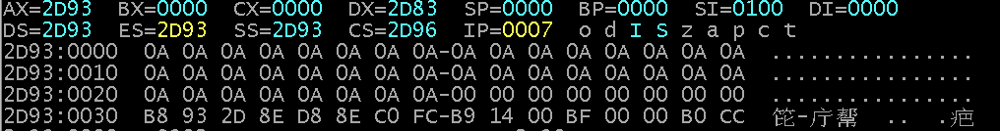 AX=2D93 BX=0000 CX=0000 DX=2D83 SP=0000 BP=0000 SI=0100 DI=0000
DS=2D93 ES=2D93 SS=2D93 CS=2D96 IP=0007 o d I S z a p c t
2D93:0000 0A 0A 0A 0A 0A 0A 0A 0A-0A 0A 0A 0A 0A 0A 0A 0A ................
2D93:0010 0A 0A 0A 0A 0A 0A 0A 0A-0A 0A 0A 0A 0A 0A 0A 0A ................
2D93:0020 0A 0A 0A 0A 0A 0A 0A 0A-00 00 00 00 00 00 00 00 ................
2D93:0030 B8 93 2D 8E D8 8E C0 FC-B9 14 00 BF 00 00 B0 CC 笓-庁帮 .. .疤